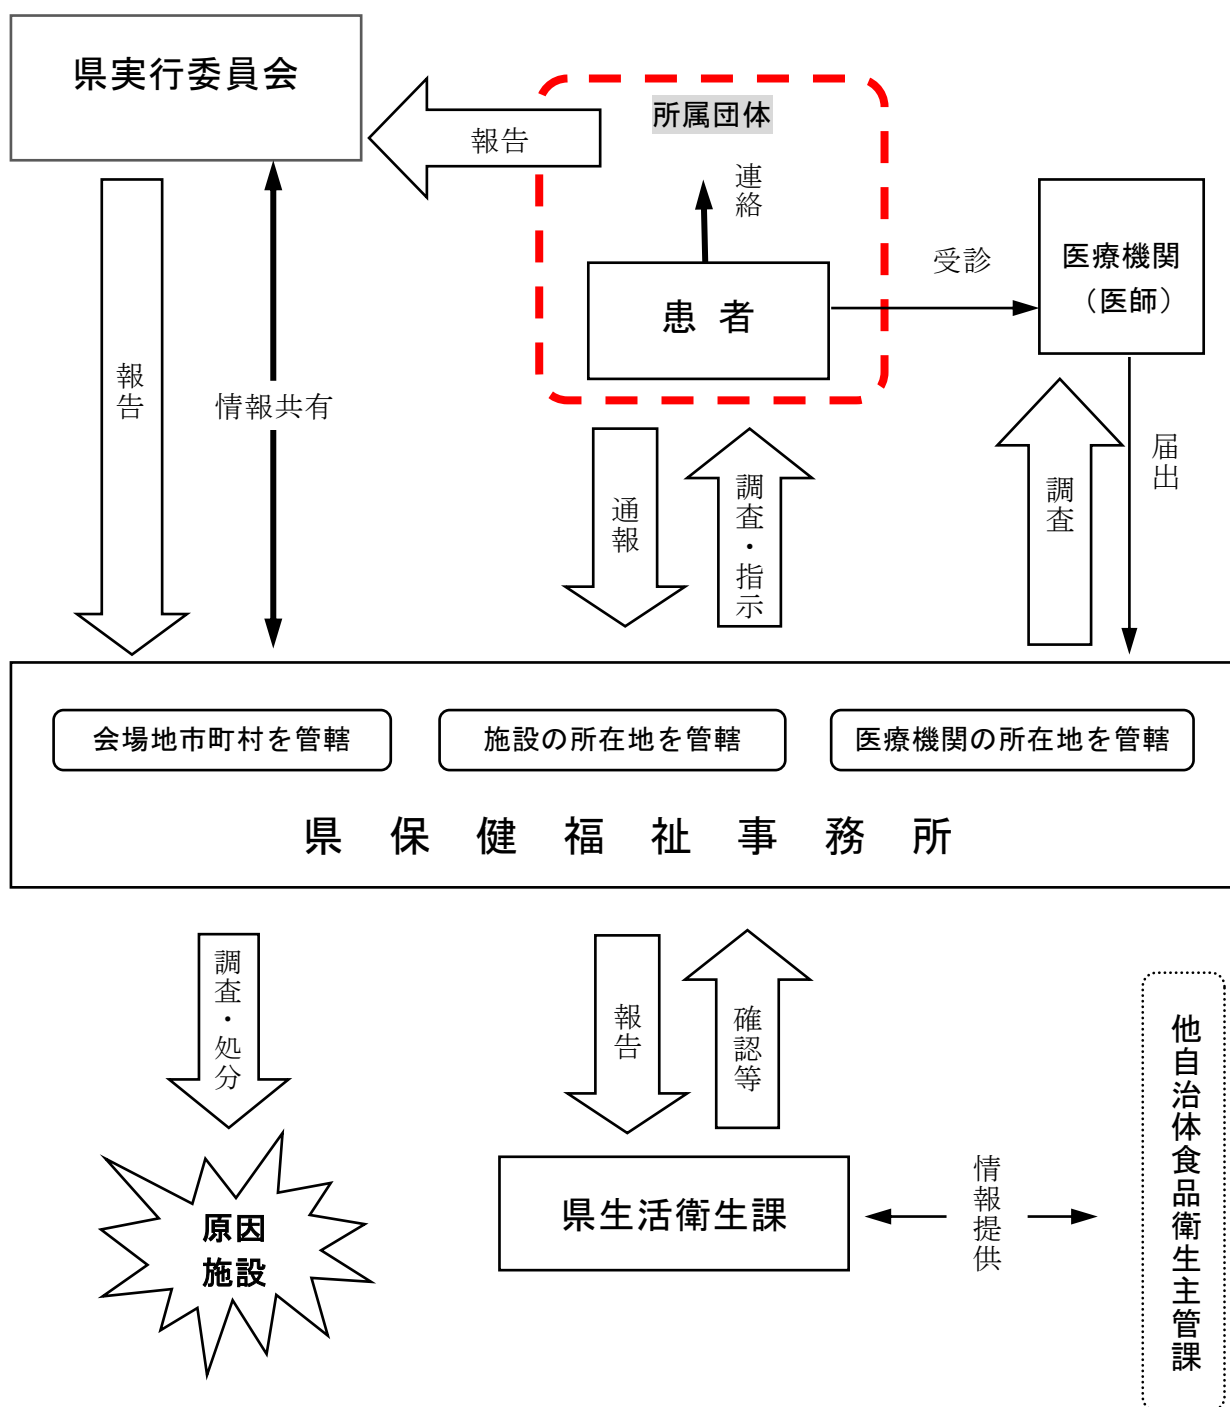 県実行委員会
所属団体
報告
連絡
患者
受診
医療機関
（医師）
報告
情報共有
通報
調査・指示
調査
届出
会場地市町村を管轄
施設の所在地を管轄
医療機関の所在地を管轄
県保健福祉事務所
調査・処分
報告
確認等
原因
施設
県生活衛生課
情報提供
他自治体食品衛生主管課